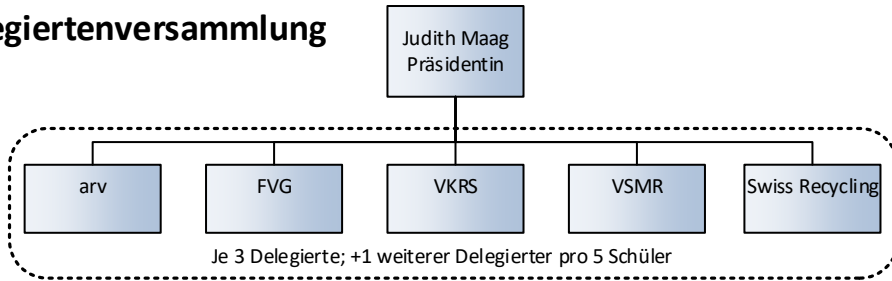 egiertenversammlung
Judith Maag
Präsidentin
arv
FVG
VKRS
VSMR
Swiss Recycling
Je 3 Delegierte; +1 weiterer Delegierter pro 5 Schüler